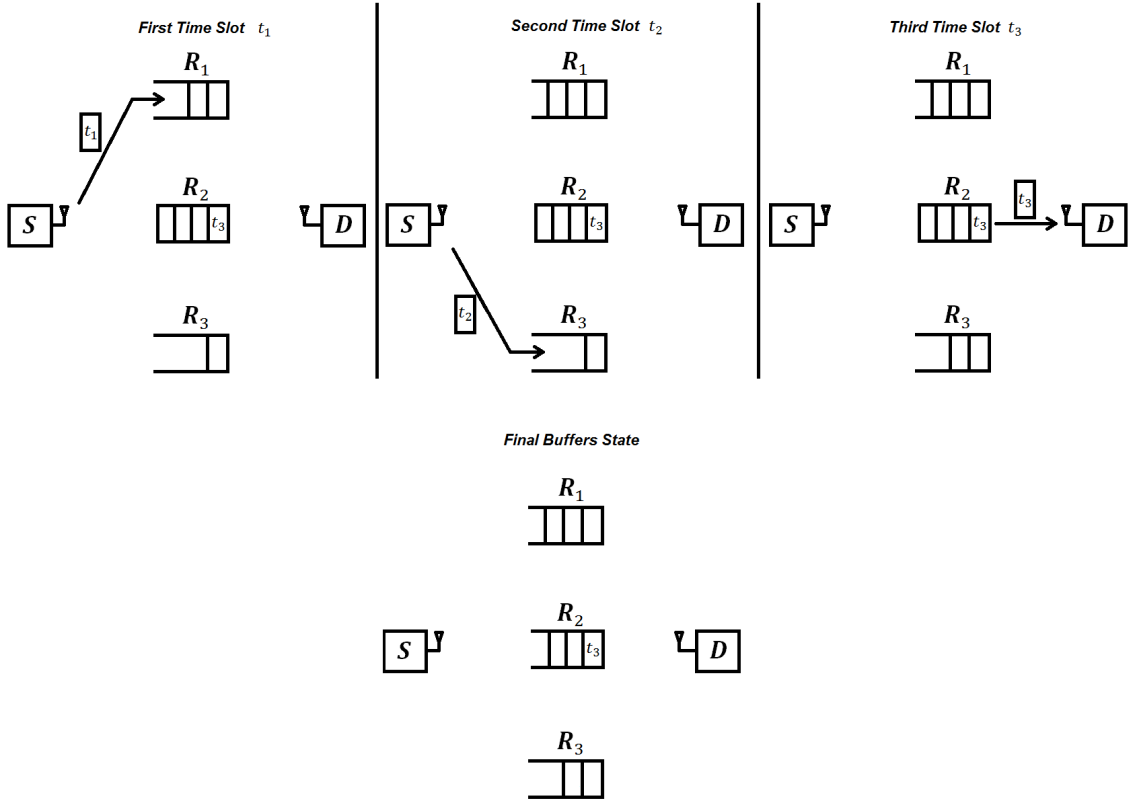 First Time Slot t₁
R₁
t₁
R₂
S
t₃
D
R₃
Second Time Slot t₂
R₁
R₂
S
t₃
D
t₂
R₃
Third Time Slot t₃
R₁
R₂
t₃
S
t₃
D
R₃
Final Buffers State
R₁
R₂
S
t₃
D
R₃